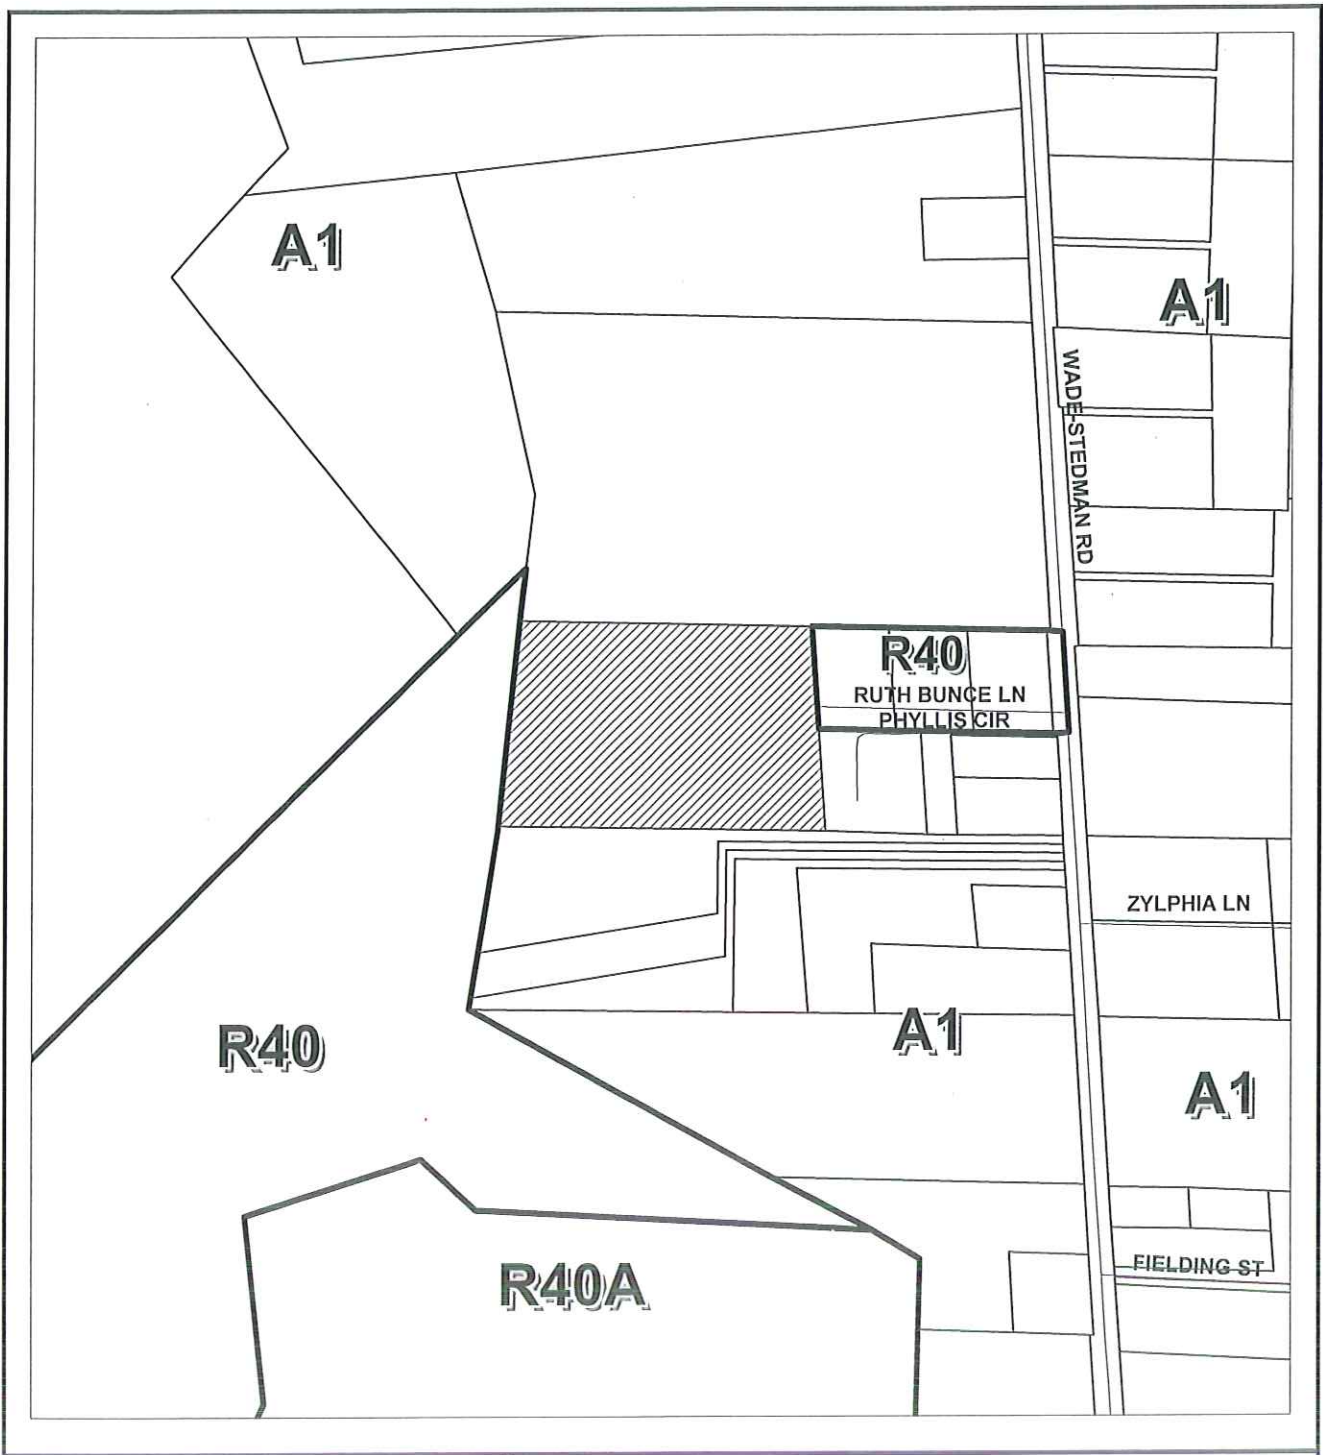 A1
A1
WADE-STEDMAN RD
R40
RUTH BUNCE LN
PHYLLIS CIR
ZYLPHIA LN
R40
A1
A1
R40A
FIELDING ST